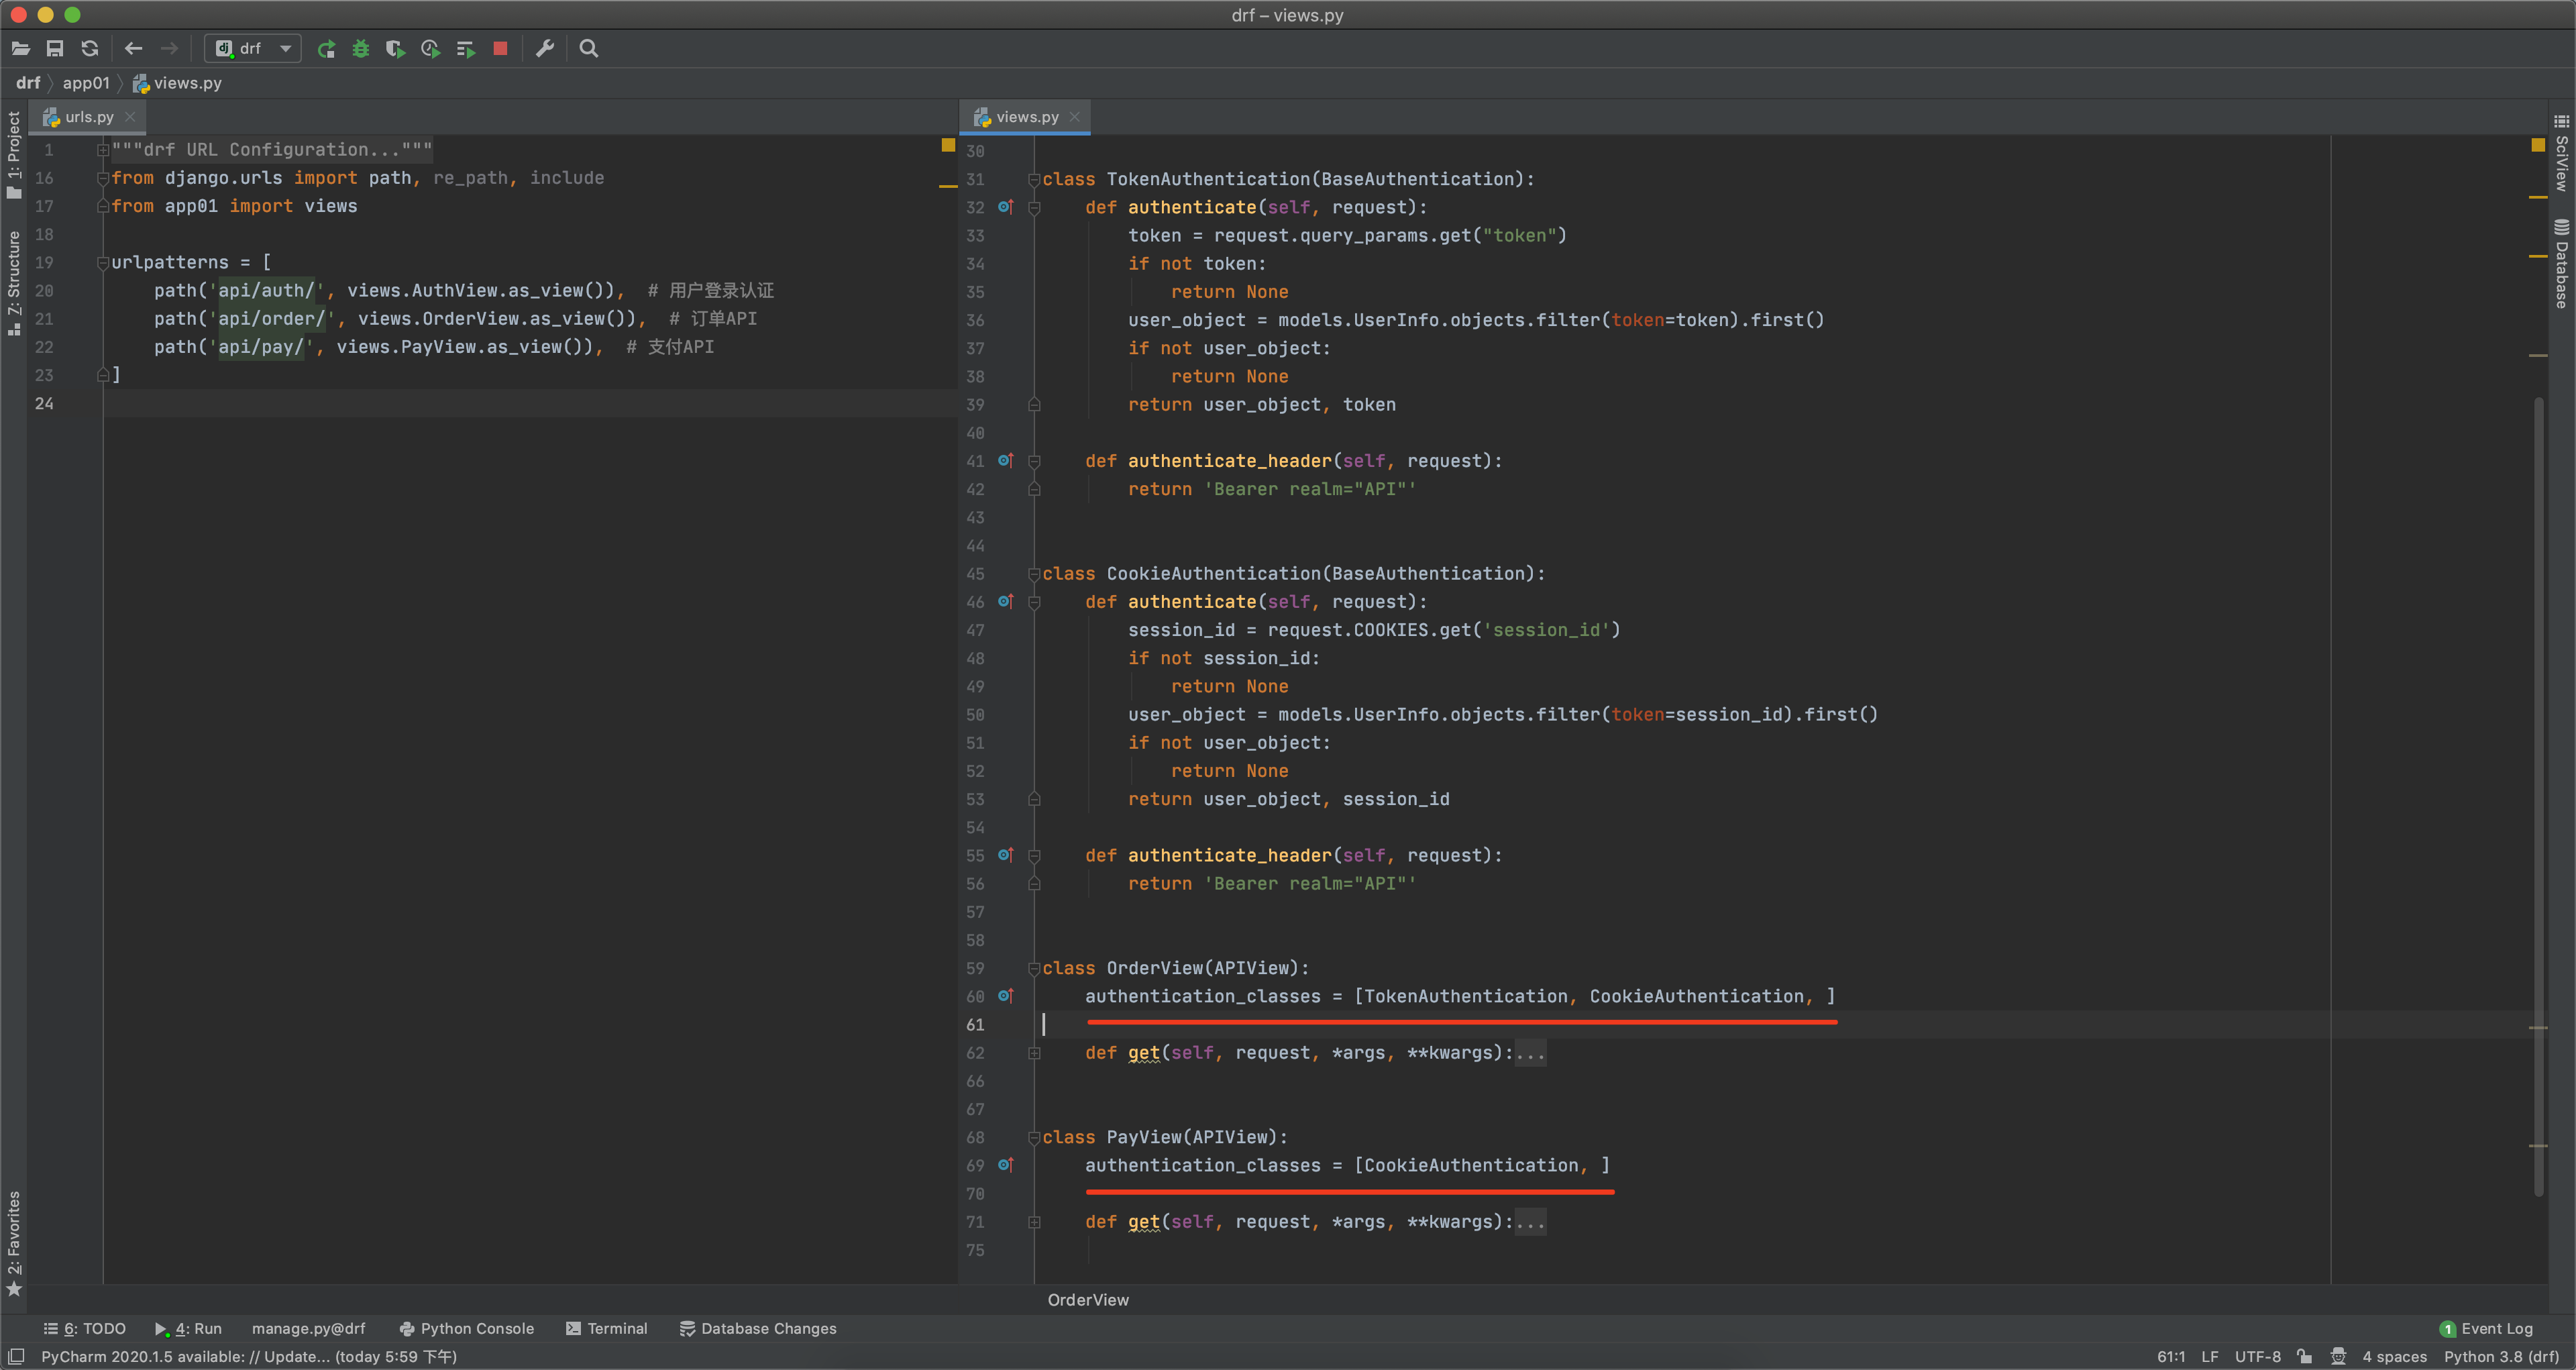 drf – views.py
drf
drf app01 views.py
1: Project
Z: Structure
2: Favorites
urls.py
1 """drf URL Configuration..."""
16 from django.urls import path, re_path, include
17 from app01 import views
18
19 urlpatterns = [
20     path('api/auth/', views.AuthView.as_view()),  # 用户登录认证
21     path('api/order/', views.OrderView.as_view()),  # 订单API
22     path('api/pay/', views.PayView.as_view()),  # 支付API
23 ]
24
views.py
30
31 class TokenAuthentication(BaseAuthentication):
32     def authenticate(self, request):
33         token = request.query_params.get("token")
34         if not token:
35             return None
36         user_object = models.UserInfo.objects.filter(token=token).first()
37         if not user_object:
38             return None
39         return user_object, token
40
41     def authenticate_header(self, request):
42         return 'Bearer realm="API"'
43
44
45 class CookieAuthentication(BaseAuthentication):
46     def authenticate(self, request):
47         session_id = request.COOKIES.get('session_id')
48         if not session_id:
49             return None
50         user_object = models.UserInfo.objects.filter(token=session_id).first()
51         if not user_object:
52             return None
53         return user_object, session_id
54
55     def authenticate_header(self, request):
56         return 'Bearer realm="API"'
57
58
59 class OrderView(APIView):
60     authentication_classes = [TokenAuthentication, CookieAuthentication, ]
61
62     def get(self, request, *args, **kwargs):...
66
67
68 class PayView(APIView):
69     authentication_classes = [CookieAuthentication, ]
70
71     def get(self, request, *args, **kwargs):...
75
OrderView
SciView
Database
6: TODO 4: Run manage.py@drf Python Console Terminal Database Changes 1 Event Log
PyCharm 2020.1.5 available: // Update... (today 5:59 下午) 61:1 LF UTF-8 4 spaces Python 3.8 (drf)